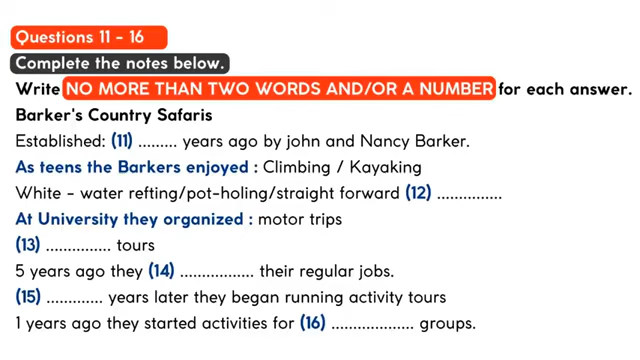 Questions 11 - 16
Complete the notes below.
Write NO MORE THAN TWO WORDS AND/OR A NUMBER for each answer.
Barker's Country Safaris
Established: (11) ......... years ago by john and Nancy Barker.
As teens the Barkers enjoyed : Climbing / Kayaking
White - water refting/pot-holing/straight forward (12) ...............
At University they organized : motor trips
(13) ............... tours
5 years ago they (14) ................. their regular jobs.
(15) ............. years later they began running activity tours
1 years ago they started activities for (16) ................... groups.